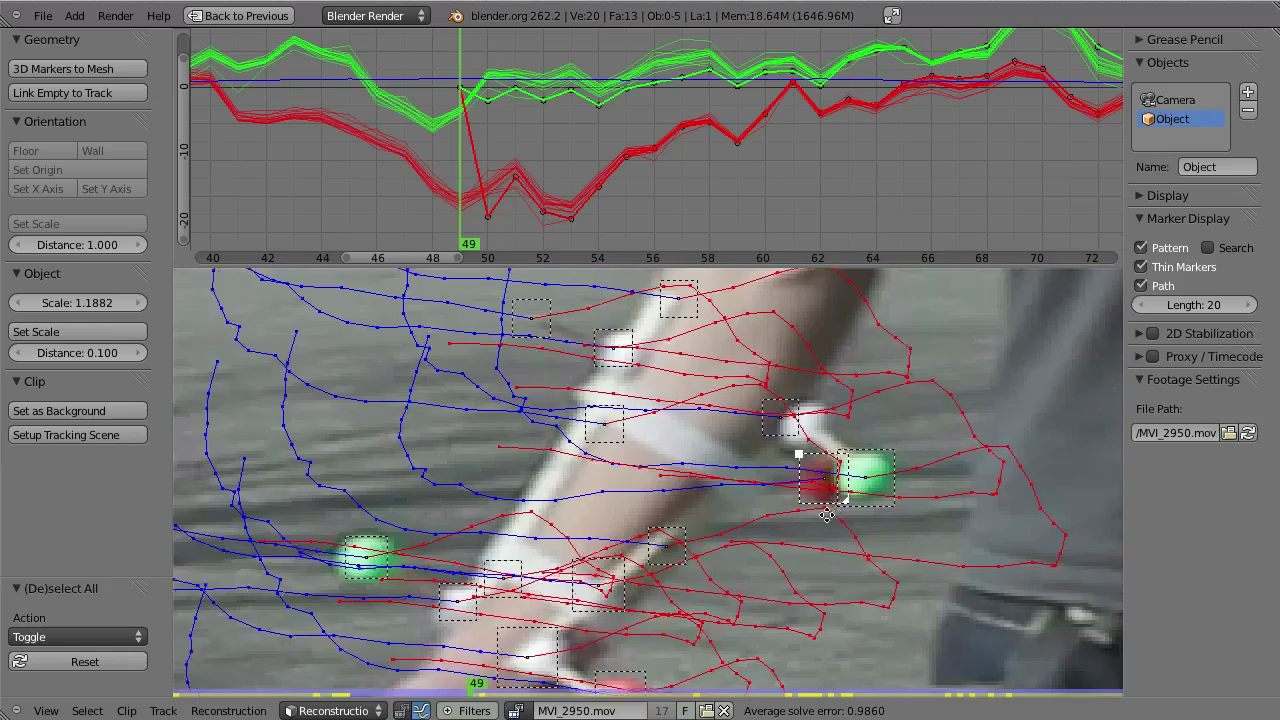 File Add Render Help Back to Previous Blender Render blender.org 262.2 | Ve:20 | Fa:13 | Ob:0-5 | La:1 | Mem:18.64M (1646.96M)
Geometry
3D Markers to Mesh
Link Empty to Track
Orientation
Floor Wall
Set Origin
Set X Axis Set Y Axis
Set Scale
Distance: 1.000
Object
Scale: 1.1882
Set Scale
Distance: 0.100
Clip
Set as Background
Setup Tracking Scene
(De)select All
Action
Toggle
Reset
0
-10
-20
49
40 42 44 46 48 50 52 54 56 58 60 62 64 66 68 70 72
49
Grease Pencil
Objects
Camera
Object
Name: Object
Display
Marker Display
Pattern Search
Thin Markers
Path
Length: 20
2D Stabilization
Proxy / Timecode
Footage Settings
File Path:
/MVI_2950.mov
View Select Clip Track Reconstruction Reconstructio Filters MVI_2950.mov 17 F Average solve error: 0.9860